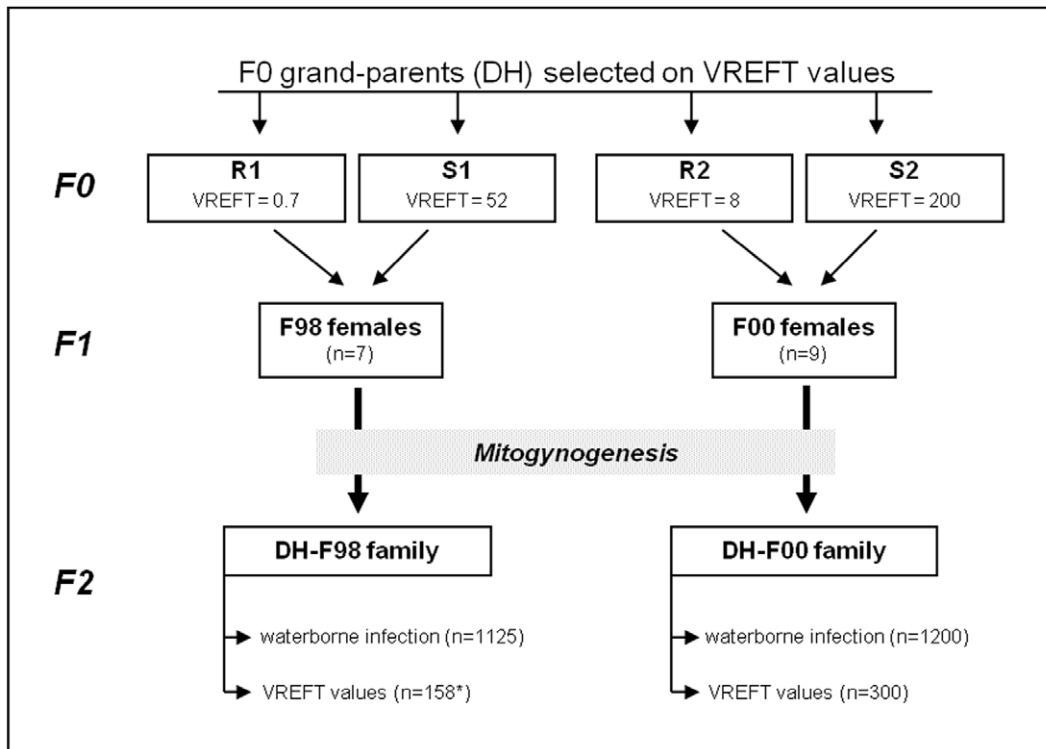 F0 grand-parents (DH) selected on VREFT values
F0
R1
VREFT = 0.7
S1
VREFT = 52
R2
VREFT = 8
S2
VREFT = 200
F1
F98 females
(n=7)
F00 females
(n=9)
Mitogynogenesis
F2
DH-F98 family
DH-F00 family
waterborne infection (n=1125)
waterborne infection (n=1200)
VREFT values (n=158*)
VREFT values (n=300)